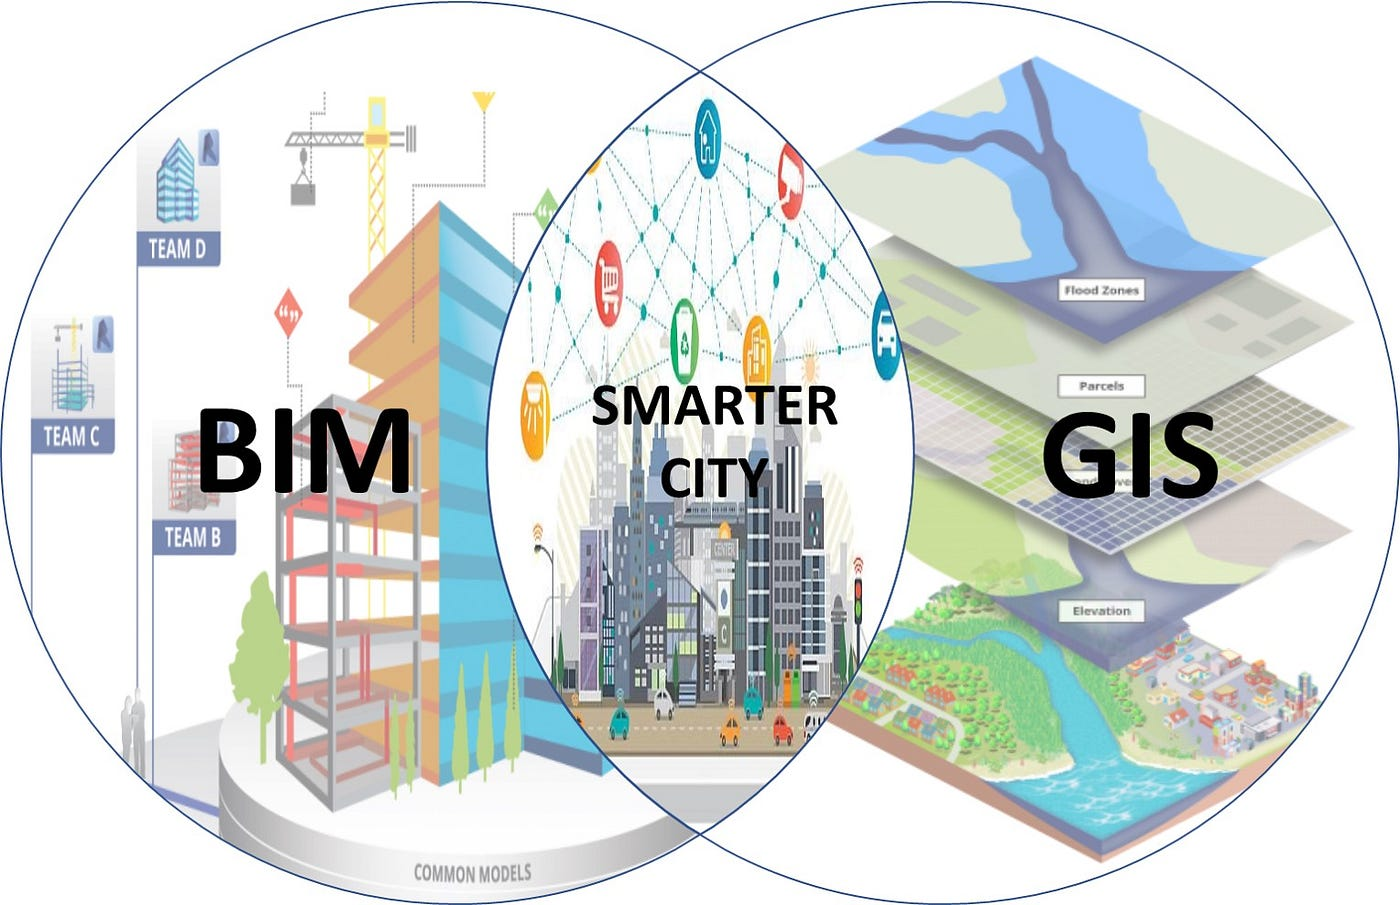 TEAM D
TEAM C
TEAM B
BIM
COMMON MODELS
SMARTER
CITY
CENTER
Flood Zones
Parcels
GIS
Elevation